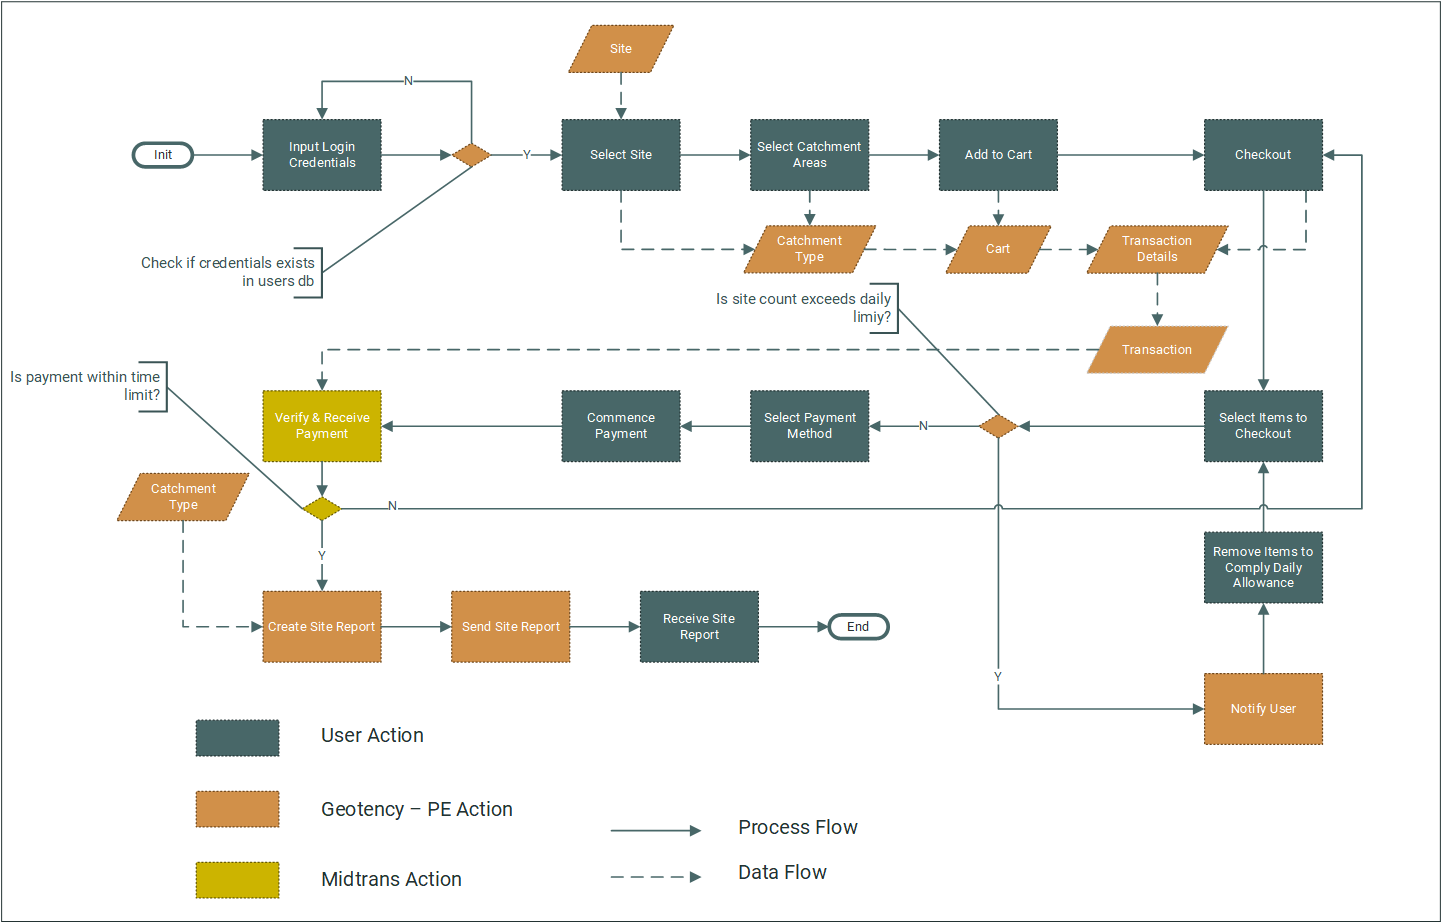 Site
N
Init
Input Login
Credentials
Y
Select Site
Select Catchment
Areas
Add to Cart
Checkout
Check if credentials exists
in users db
Catchment
Type
Cart
Transaction
Details
Is site count exceeds daily
limiy?
Transaction
Is payment within time
limit?
Verify & Receive
Payment
Commence
Payment
Select Payment
Method
N
Select Items to
Checkout
Catchment
Type
N
Y
Remove Items to
Comply Daily
Allowance
Create Site Report
Send Site Report
Receive Site
Report
End
Y
Notify User
User Action
Geotency – PE Action
Process Flow
Midtrans Action
Data Flow